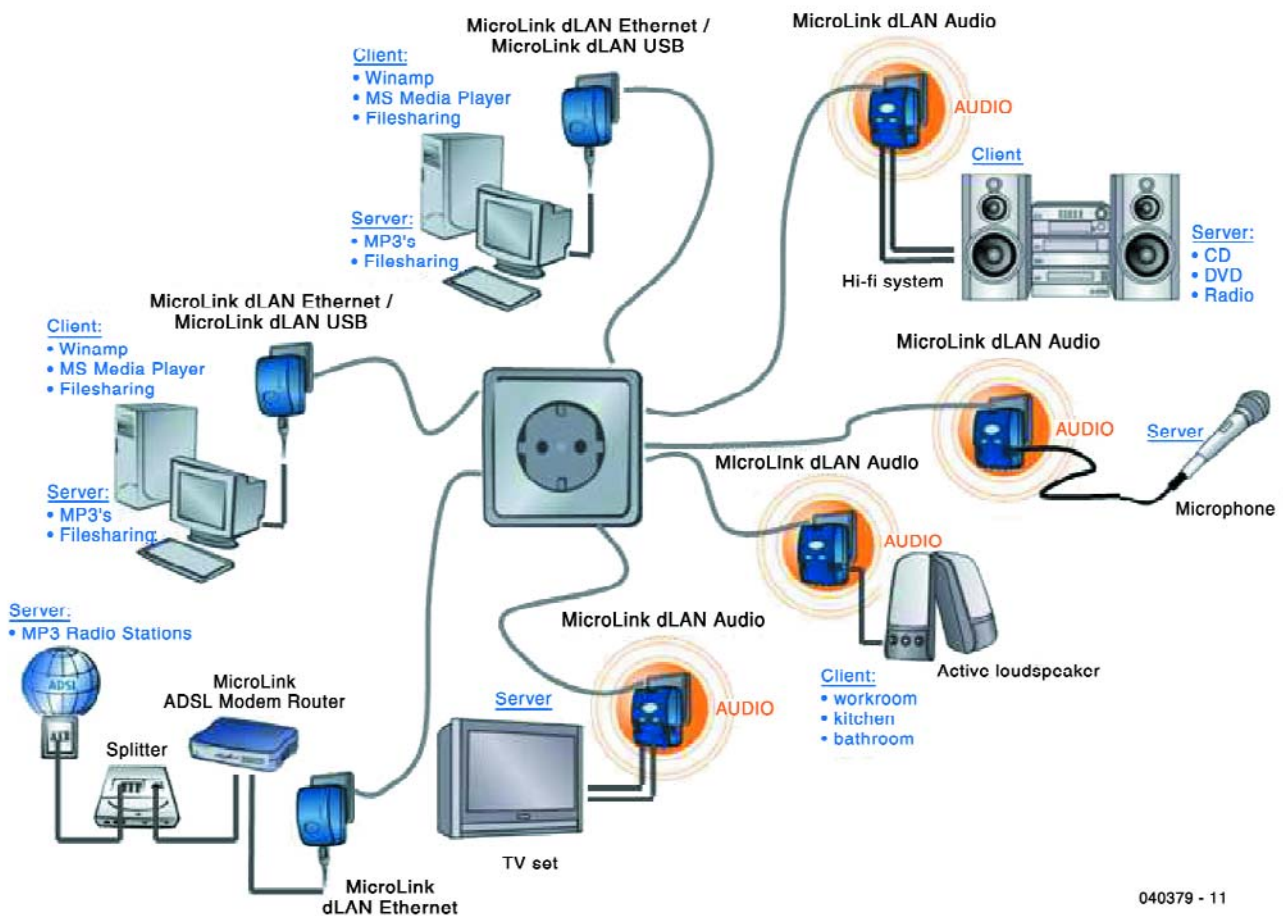 MicroLink dLAN Ethernet /
MicroLink dLAN USB
Client:
• Winamp
• MS Media Player
• Filesharing
Server:
• MP3's
• Filesharing
MicroLink dLAN Audio
AUDIO
Client
Hi-fi system
Server:
• CD
• DVD
• Radio
MicroLink dLAN Ethernet /
MicroLink dLAN USB
Client:
• Winamp
• MS Media Player
• Filesharing
Server:
• MP3's
• Filesharing
MicroLink dLAN Audio
AUDIO
Server
Microphone
MicroLink dLAN Audio
AUDIO
Active loudspeaker
Client:
• workroom
• kitchen
• bathroom
MicroLink dLAN Audio
AUDIO
Server
TV set
Server:
• MP3 Radio Stations
ADSL
Splitter
MicroLink
ADSL Modem Router
MicroLink
dLAN Ethernet
040379 - 11